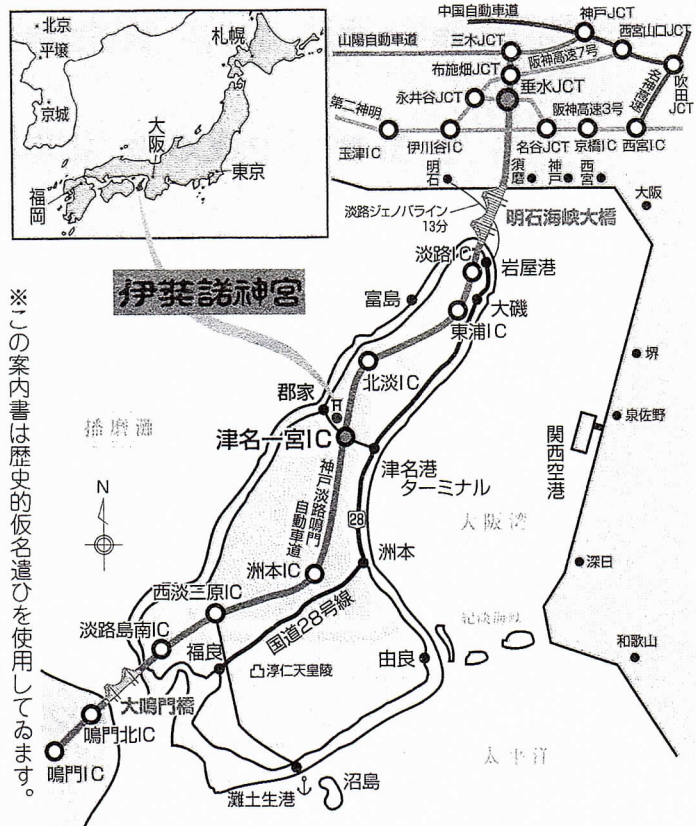 北京
平壌
京城
札幌
大阪
東京
福岡
中国自動車道
神戸JCT
西宮山口JCT
山陽自動車道
三木JCT
阪神高速7号
布施畑JCT
吹田JCT
名神高速
永井谷JCT
垂水JCT
第二神明
阪神高速3号
玉津IC
伊川谷IC
名谷JCT
京橋IC
西宮IC
明石
須磨
神戸
西宮
大阪
淡路ジェノバライン
13分
明石海峡大橋
淡路IC
岩屋港
伊弉諾神宮
富島
大磯
東浦IC
堺
北淡IC
郡家
泉佐野
播磨灘
津名一宮IC
関西空港
津名港
ターミナル
神戸淡路鳴門
自動車道
N
28
大阪湾
洲本
深日
洲本IC
西淡三原IC
国道28号線
紀淡海峡
淡路島南IC
福良
淳仁天皇陵
由良
和歌山
大鳴門橋
鳴門北IC
鳴門IC
太平洋
灘土生港
沼島
※この案内書は歴史的仮名遣ひを使用してゐます。